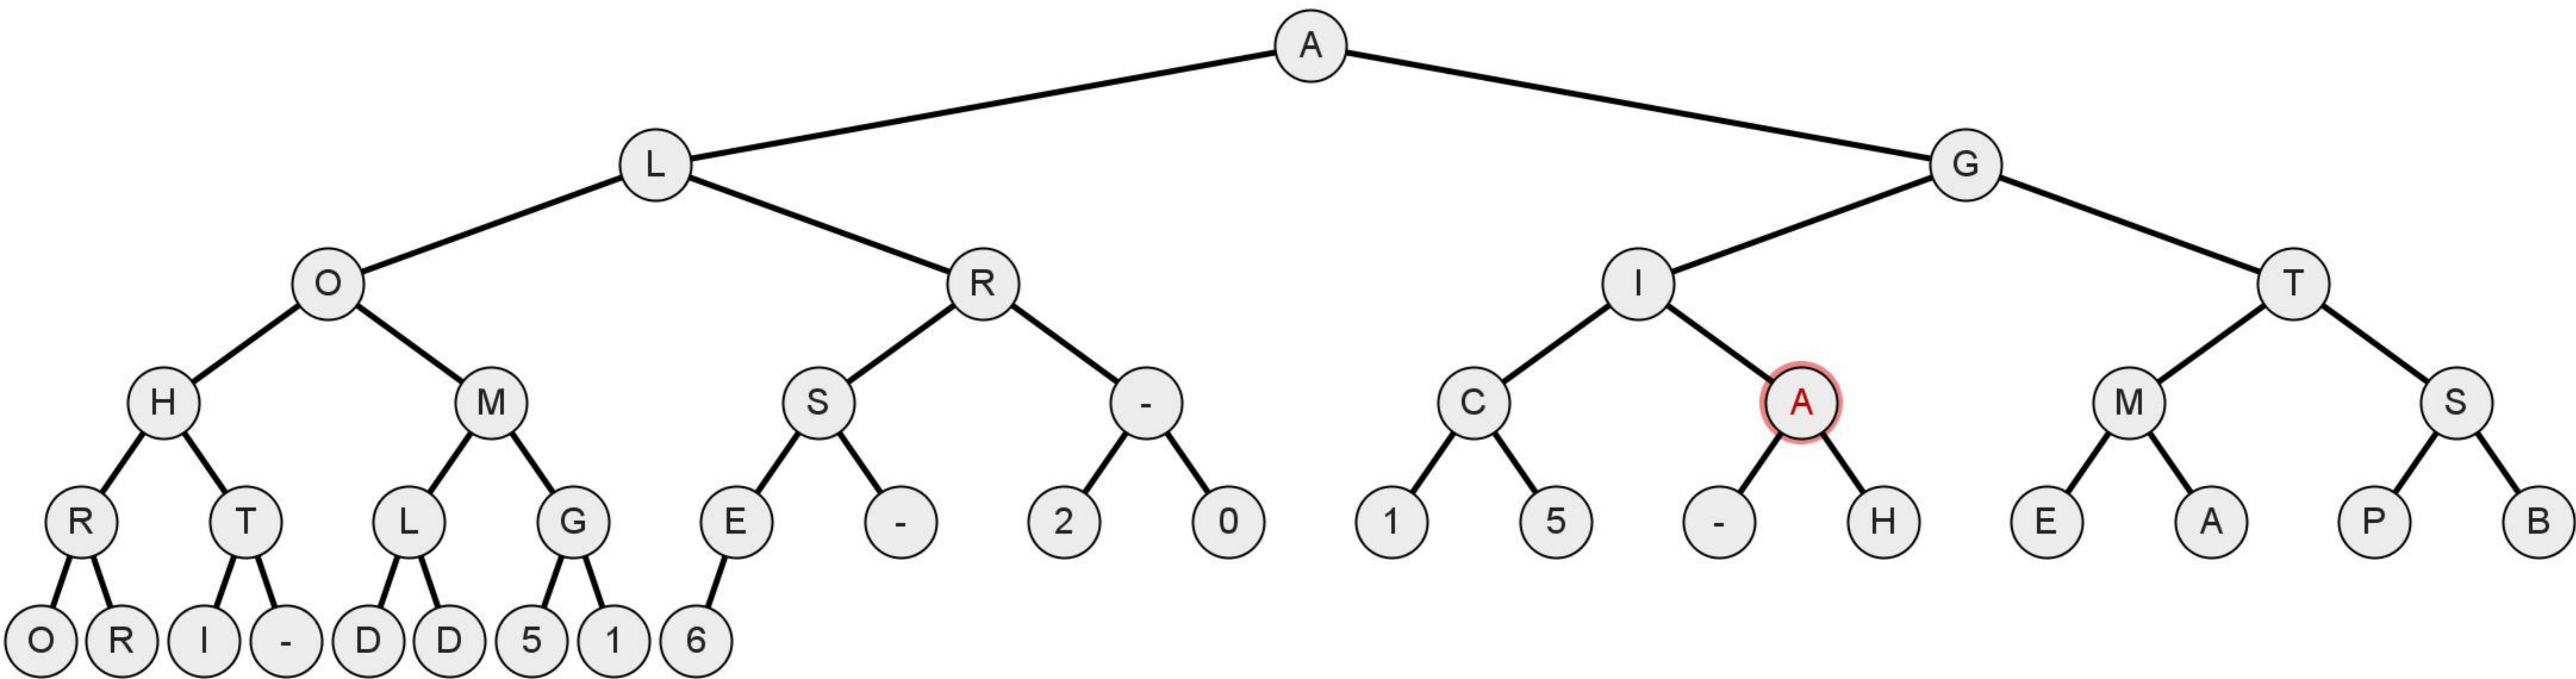 A
L G
O R I T
H M S - C A M S
R T L G E - 2 0 1 5 - H E A P B
O R I - D D 5 1 6